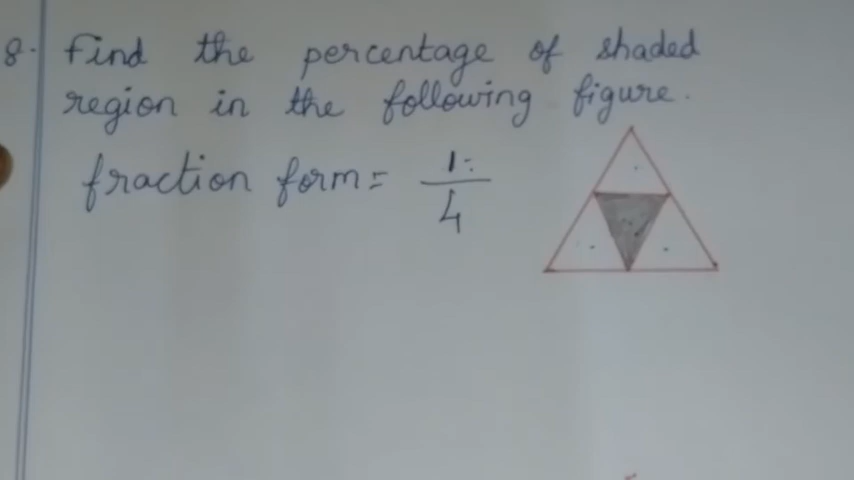 8. Find the percentage of shaded
region in the following figure.
fraction form = 1/4